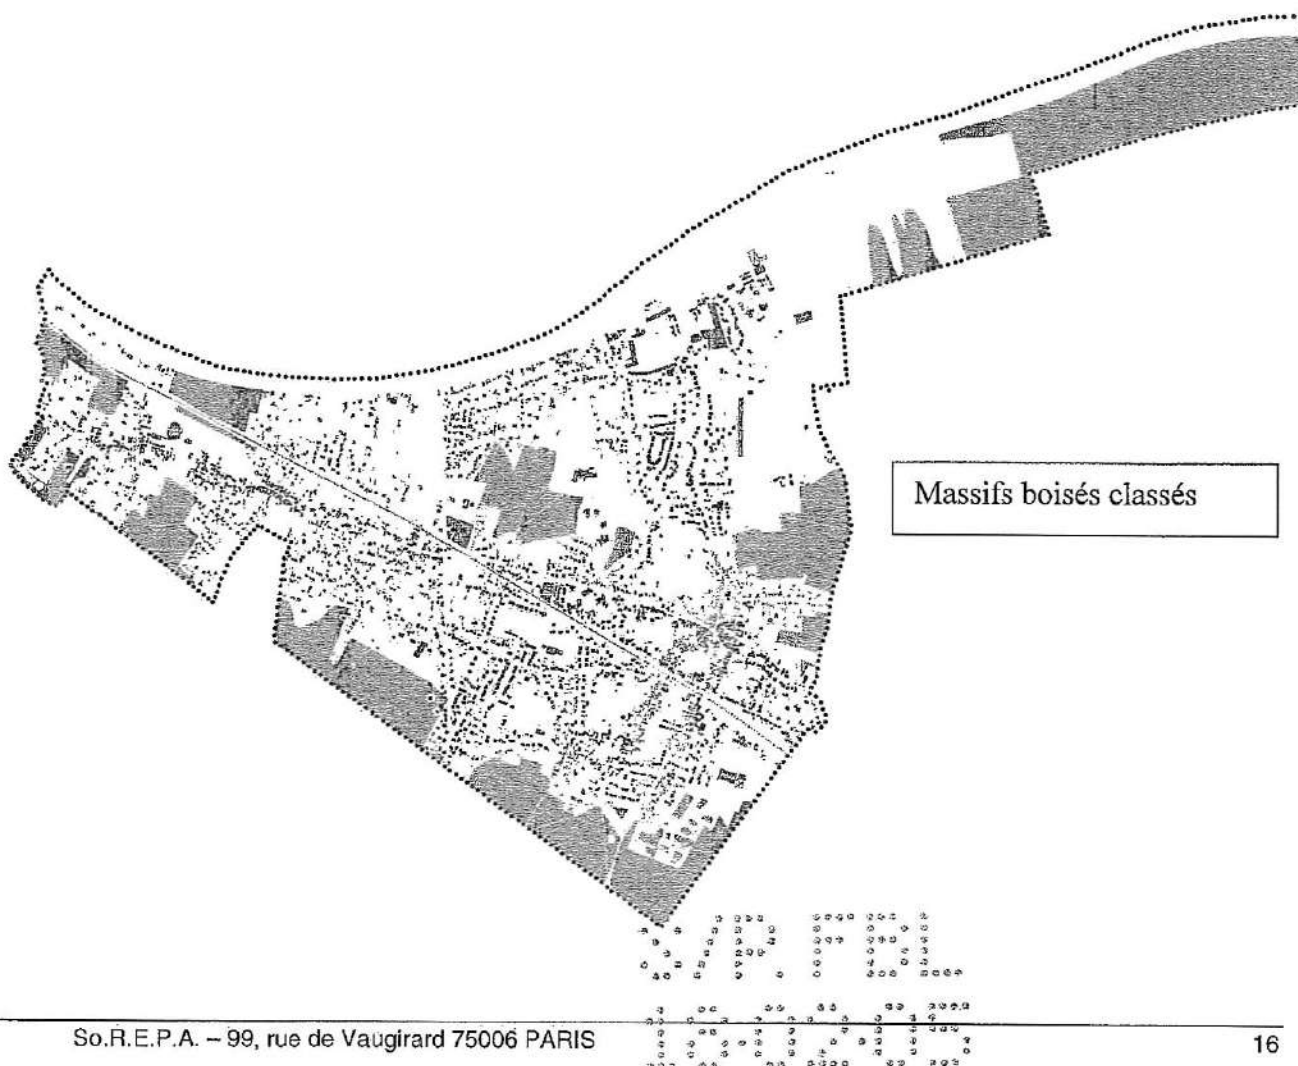 Massifs boisés classés
So.R.E.P.A. – 99, rue de Vaugirard 75006 PARIS
16